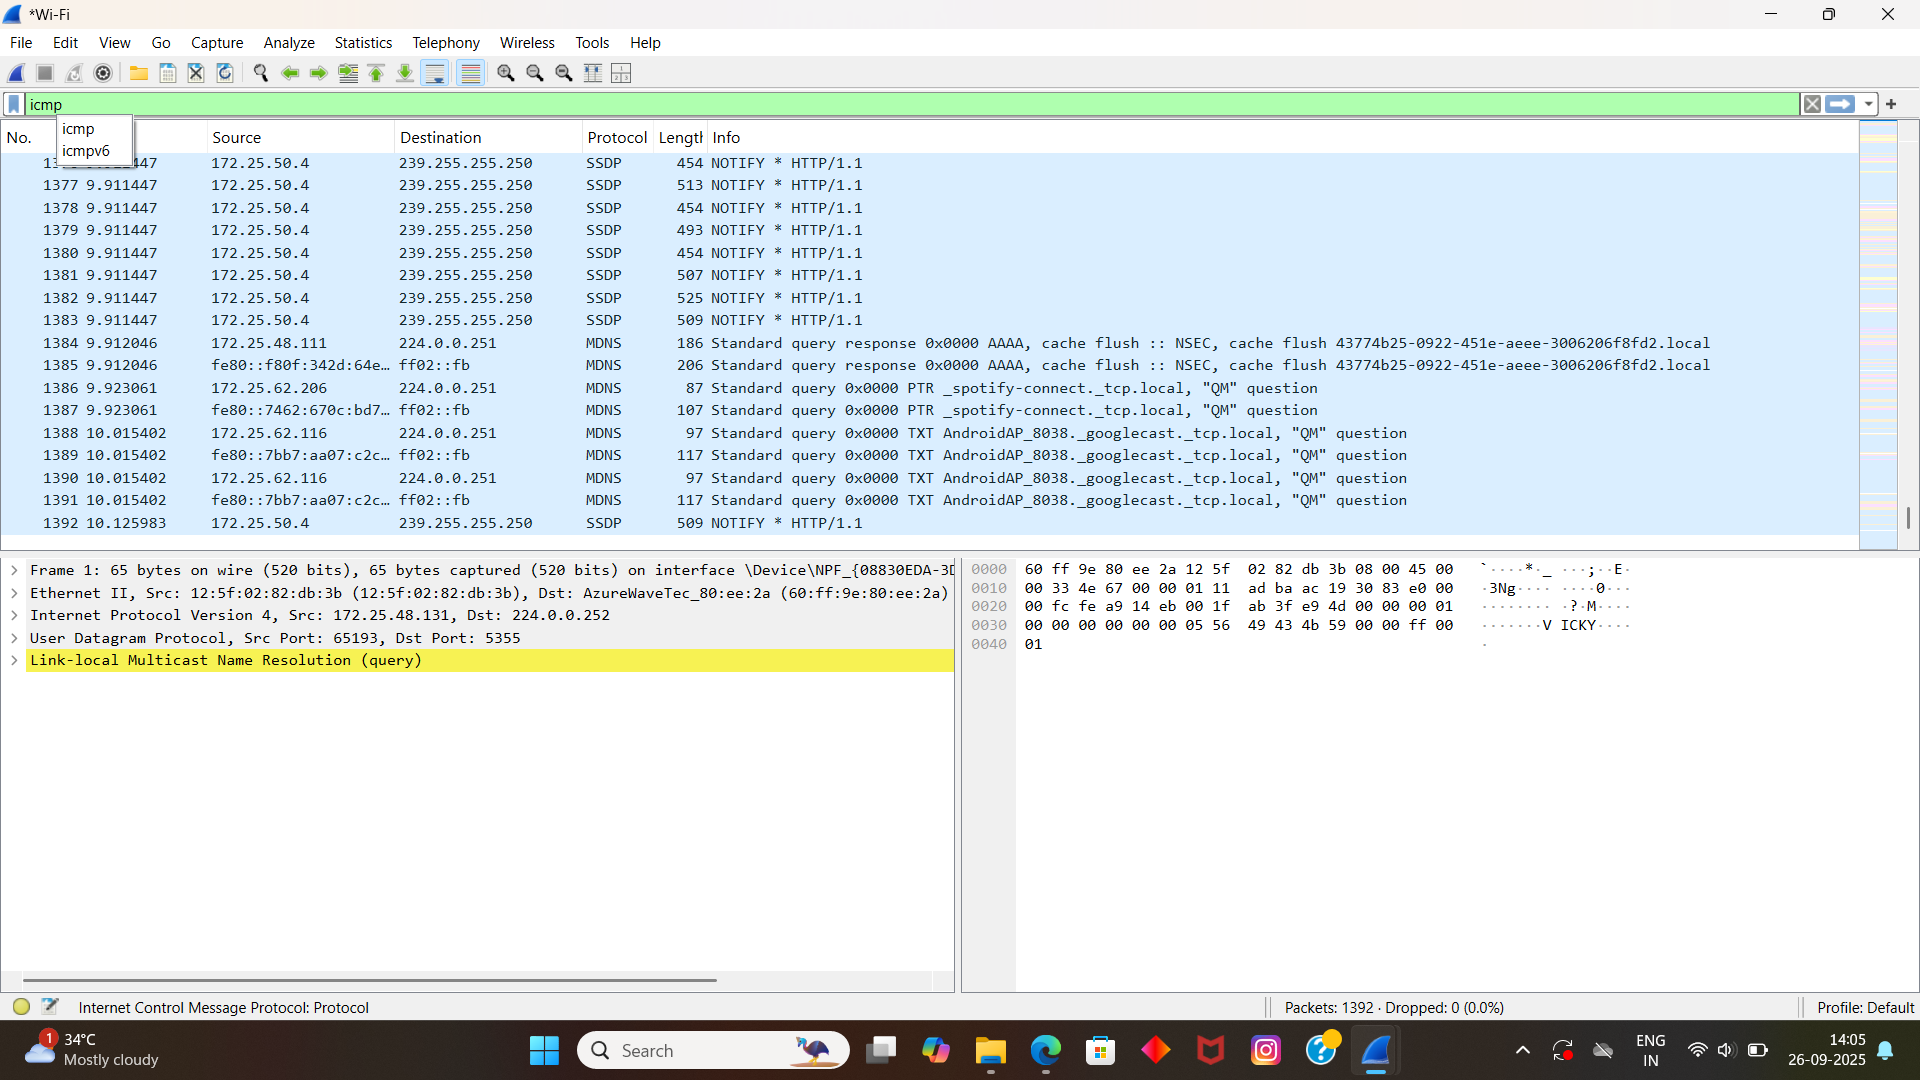 *Wi-Fi
File Edit View Go Capture Analyze Statistics Telephony Wireless Tools Help
icmp
icmp
icmpv6
No. Source Destination Protocol Length Info
447 172.25.50.4 239.255.255.250 SSDP 454 NOTIFY * HTTP/1.1
1377 9.911447 172.25.50.4 239.255.255.250 SSDP 513 NOTIFY * HTTP/1.1
1378 9.911447 172.25.50.4 239.255.255.250 SSDP 454 NOTIFY * HTTP/1.1
1379 9.911447 172.25.50.4 239.255.255.250 SSDP 493 NOTIFY * HTTP/1.1
1380 9.911447 172.25.50.4 239.255.255.250 SSDP 454 NOTIFY * HTTP/1.1
1381 9.911447 172.25.50.4 239.255.255.250 SSDP 507 NOTIFY * HTTP/1.1
1382 9.911447 172.25.50.4 239.255.255.250 SSDP 525 NOTIFY * HTTP/1.1
1383 9.911447 172.25.50.4 239.255.255.250 SSDP 509 NOTIFY * HTTP/1.1
1384 9.912046 172.25.48.111 224.0.0.251 MDNS 186 Standard query response 0x0000 AAAA, cache flush :: NSEC, cache flush 43774b25-0922-451e-aeee-3006206f8fd2.local
1385 9.912046 fe80::f80f:342d:64e… ff02::fb MDNS 206 Standard query response 0x0000 AAAA, cache flush :: NSEC, cache flush 43774b25-0922-451e-aeee-3006206f8fd2.local
1386 9.923061 172.25.62.206 224.0.0.251 MDNS 87 Standard query 0x0000 PTR _spotify-connect._tcp.local, "QM" question
1387 9.923061 fe80::7462:670c:bd7… ff02::fb MDNS 107 Standard query 0x0000 PTR _spotify-connect._tcp.local, "QM" question
1388 10.015402 172.25.62.116 224.0.0.251 MDNS 97 Standard query 0x0000 TXT AndroidAP_8038._googlecast._tcp.local, "QM" question
1389 10.015402 fe80::7bb7:aa07:c2c… ff02::fb MDNS 117 Standard query 0x0000 TXT AndroidAP_8038._googlecast._tcp.local, "QM" question
1390 10.015402 172.25.62.116 224.0.0.251 MDNS 97 Standard query 0x0000 TXT AndroidAP_8038._googlecast._tcp.local, "QM" question
1391 10.015402 fe80::7bb7:aa07:c2c… ff02::fb MDNS 117 Standard query 0x0000 TXT AndroidAP_8038._googlecast._tcp.local, "QM" question
1392 10.125983 172.25.50.4 239.255.255.250 SSDP 509 NOTIFY * HTTP/1.1
Frame 1: 65 bytes on wire (520 bits), 65 bytes captured (520 bits) on interface \Device\NPF_{08830EDA-3D
Ethernet II, Src: 12:5f:02:82:db:3b (12:5f:02:82:db:3b), Dst: AzureWaveTec_80:ee:2a (60:ff:9e:80:ee:2a)
Internet Protocol Version 4, Src: 172.25.48.131, Dst: 224.0.0.252
User Datagram Protocol, Src Port: 65193, Dst Port: 5355
Link-local Multicast Name Resolution (query)
0000 60 ff 9e 80 ee 2a 12 5f 02 82 db 3b 08 00 45 00 `····*·_ ···;··E·
0010 00 33 4e 67 00 00 01 11 ad ba ac 19 30 83 e0 00 ·3Ng···· ····0···
0020 00 fc fe a9 14 eb 00 1f ab 3f e9 4d 00 00 00 01 ········ ·?·M····
0030 00 00 00 00 00 00 05 56 49 43 4b 59 00 00 ff 00 ·······V ICKY····
0040 01 ·
Internet Control Message Protocol: Protocol
Packets: 1392 · Dropped: 0 (0.0%)
Profile: Default
1
34°C
Mostly cloudy
Search
ENG
IN
14:05
26-09-2025